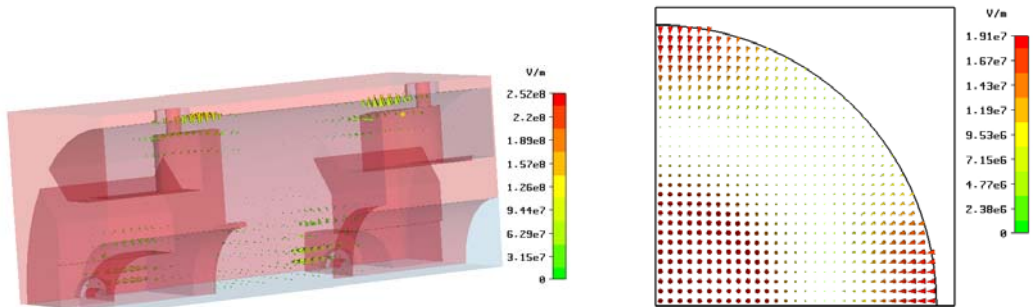 V/m
2.52e8
2.2e8
1.89e8
1.57e8
1.26e8
9.44e7
6.29e7
3.15e7
0
V/m
1.91e7
1.67e7
1.43e7
1.19e7
9.53e6
7.15e6
4.77e6
2.38e6
0